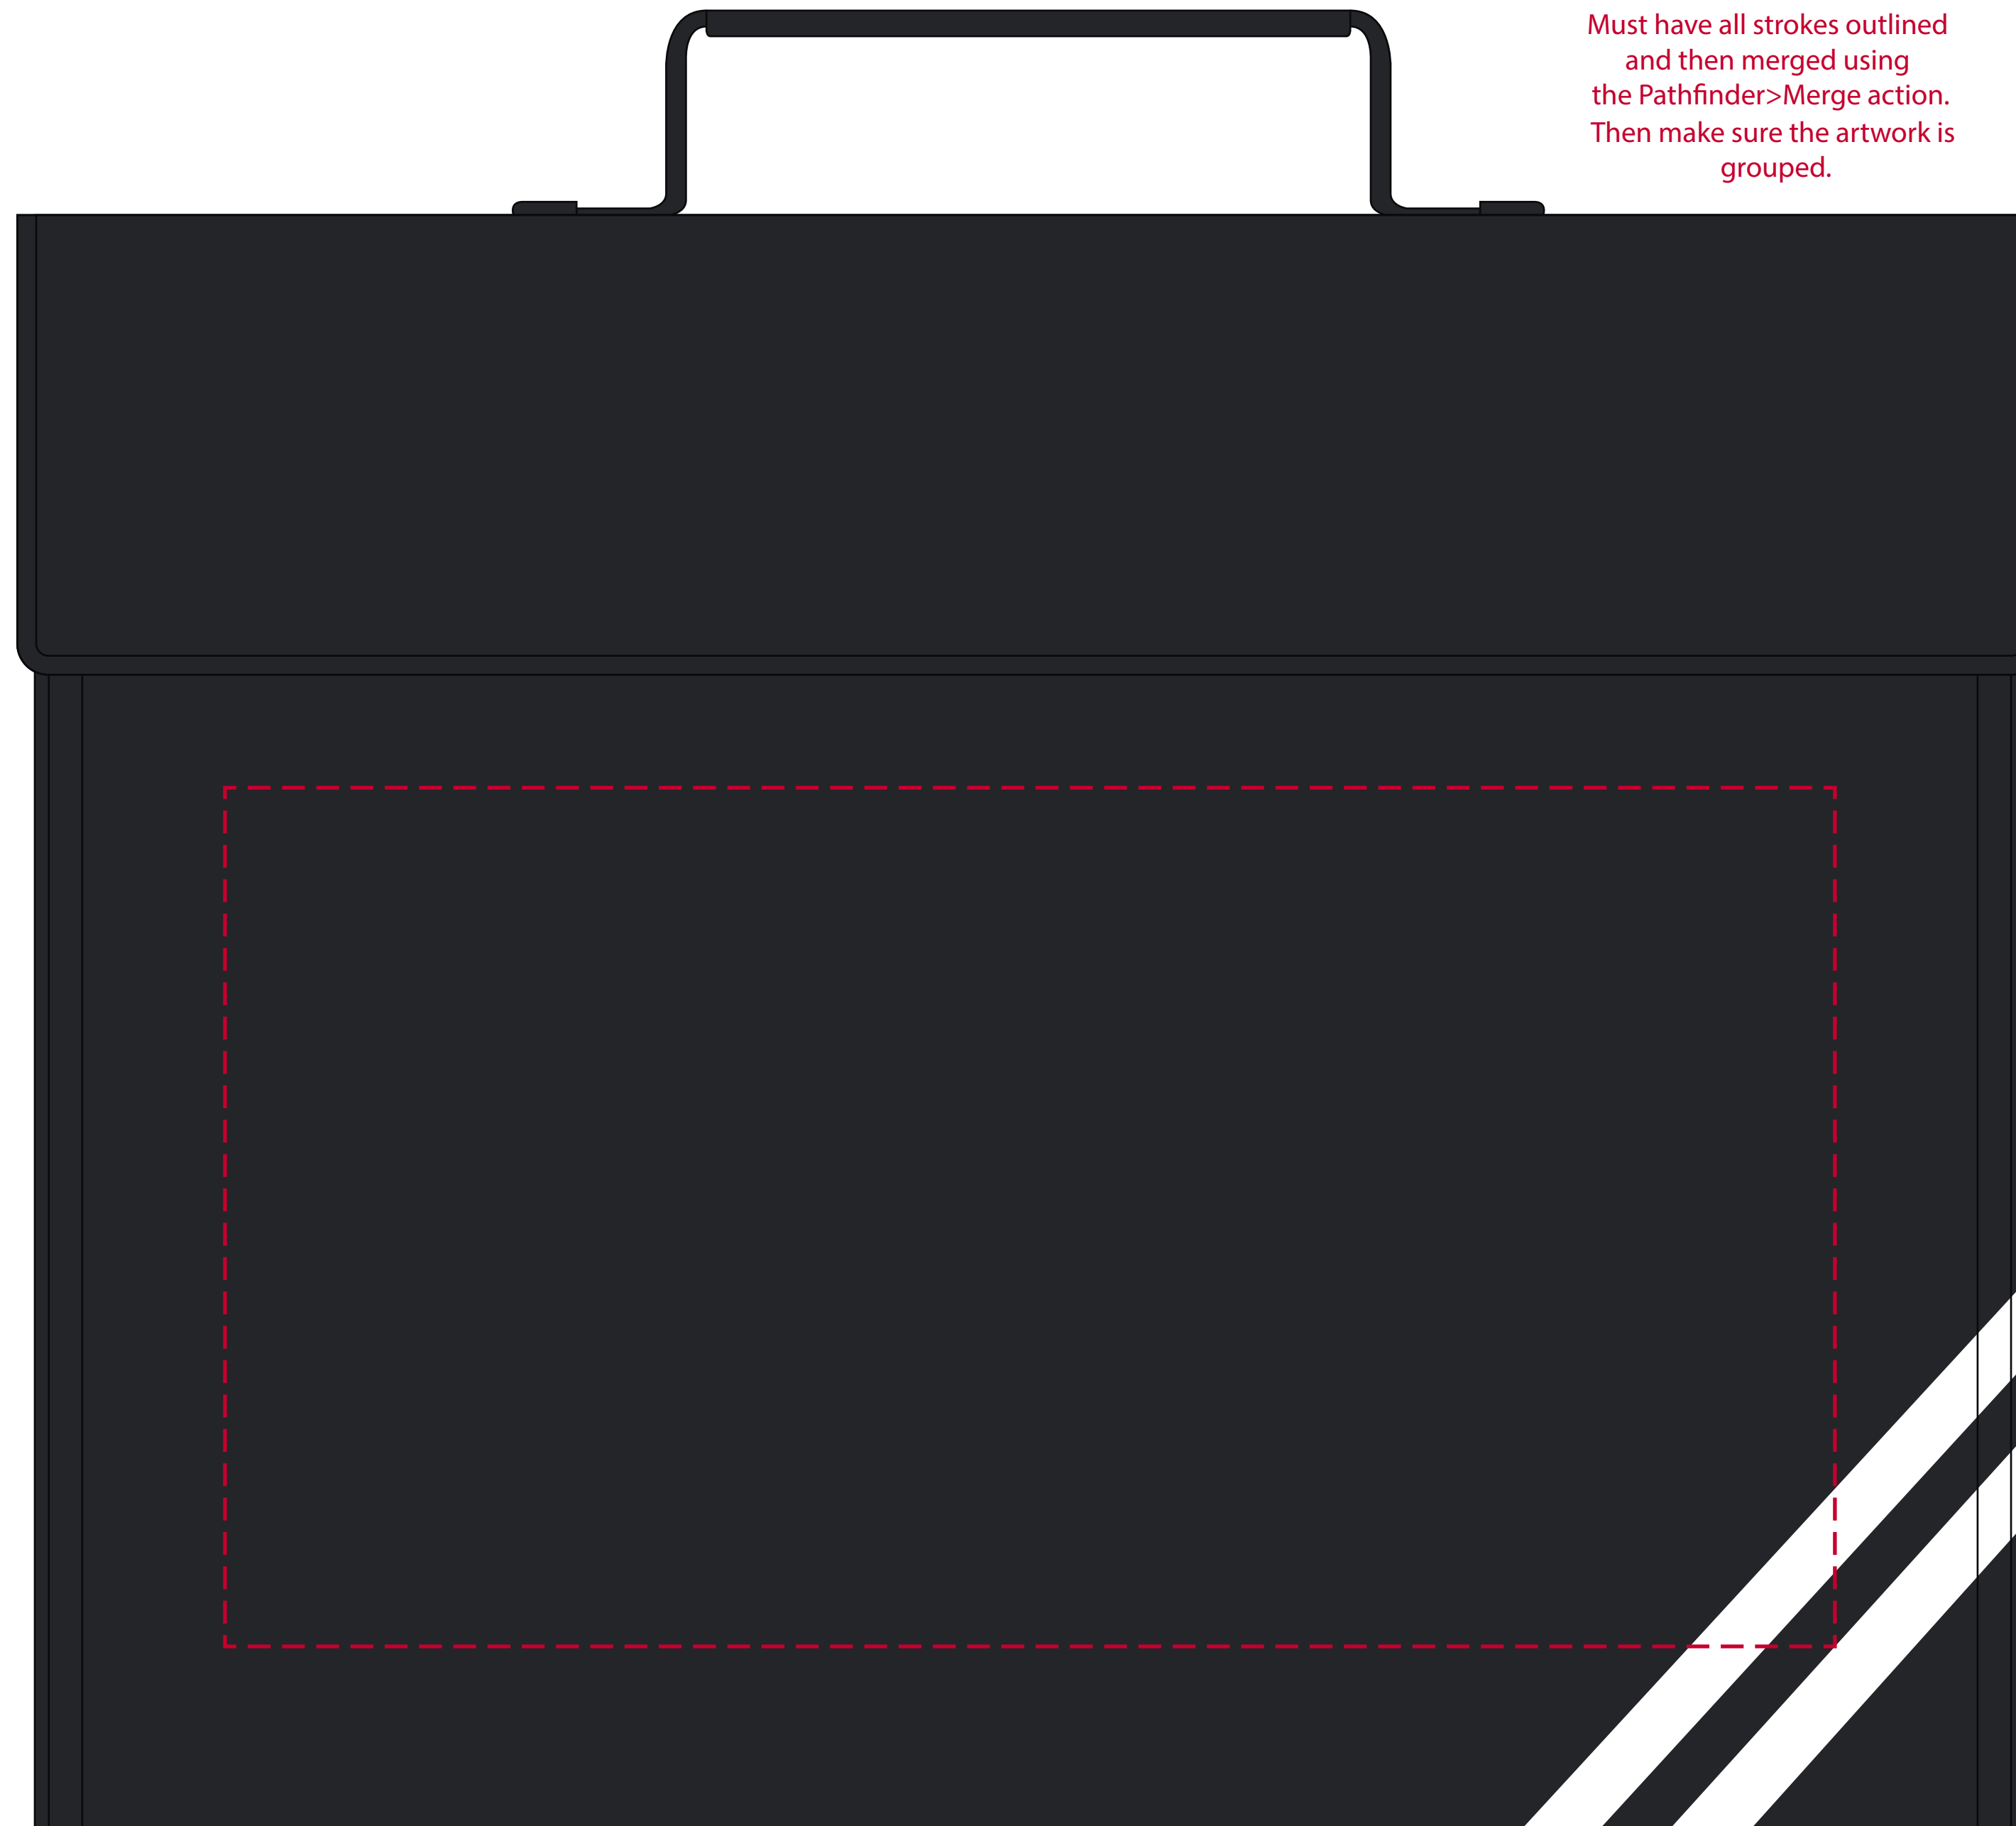 Must have all strokes outlined
and then merged using
the Pathfinder>Merge action.
Then make sure the artwork is
grouped.